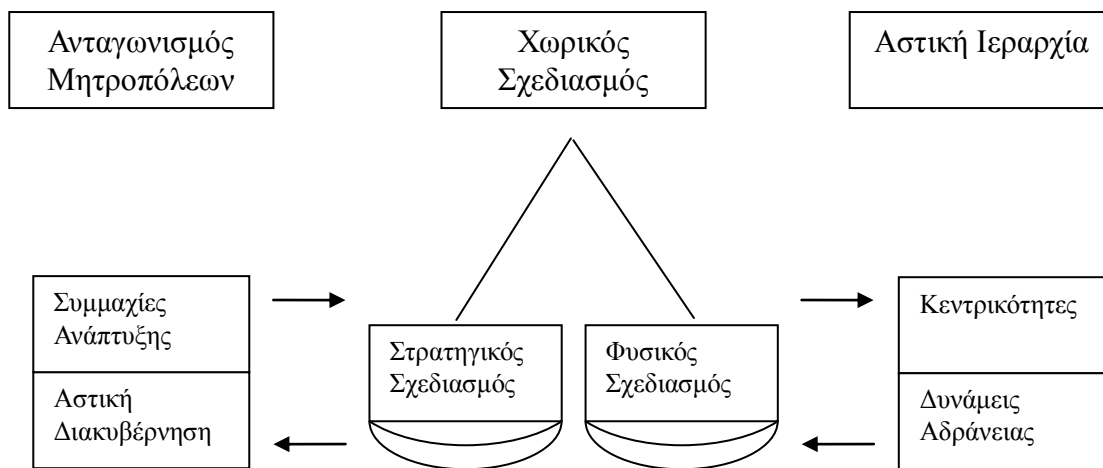 Ανταγωνισμός
Μητροπόλεων
Χωρικός
Σχεδιασμός
Αστική Ιεραρχία
Συμμαχίες
Ανάπτυξης
Αστική
Διακυβέρνηση
Στρατηγικός
Σχεδιασμός
Φυσικός
Σχεδιασμός
Κεντρικότητες
Δυνάμεις
Αδράνειας